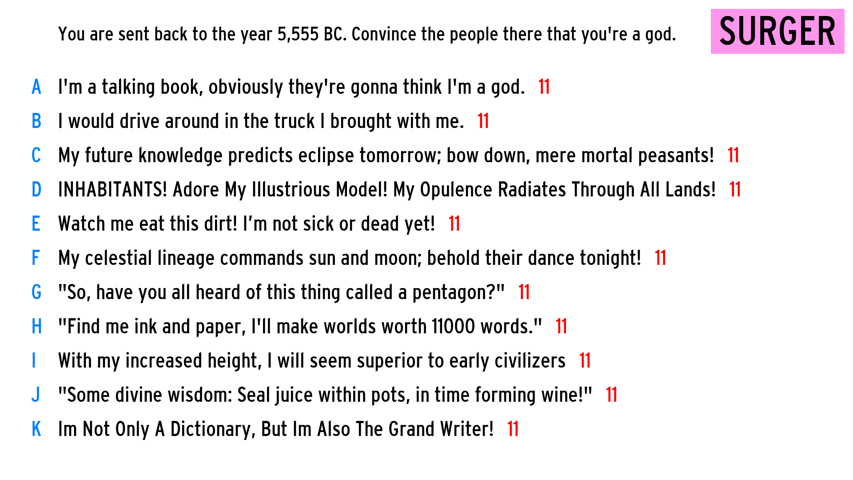 You are sent back to the year 5,555 BC. Convince the people there that you're a god.
SURGER
A I'm a talking book, obviously they're gonna think I'm a god. 11
B I would drive around in the truck I brought with me. 11
C My future knowledge predicts eclipse tomorrow; bow down, mere mortal peasants! 11
D INHABITANTS! Adore My Illustrious Model! My Opulence Radiates Through All Lands! 11
E Watch me eat this dirt! I’m not sick or dead yet! 11
F My celestial lineage commands sun and moon; behold their dance tonight! 11
G "So, have you all heard of this thing called a pentagon?" 11
H "Find me ink and paper, I'll make worlds worth 11000 words." 11
I With my increased height, I will seem superior to early civilizers 11
J "Some divine wisdom: Seal juice within pots, in time forming wine!" 11
K Im Not Only A Dictionary, But Im Also The Grand Writer! 11